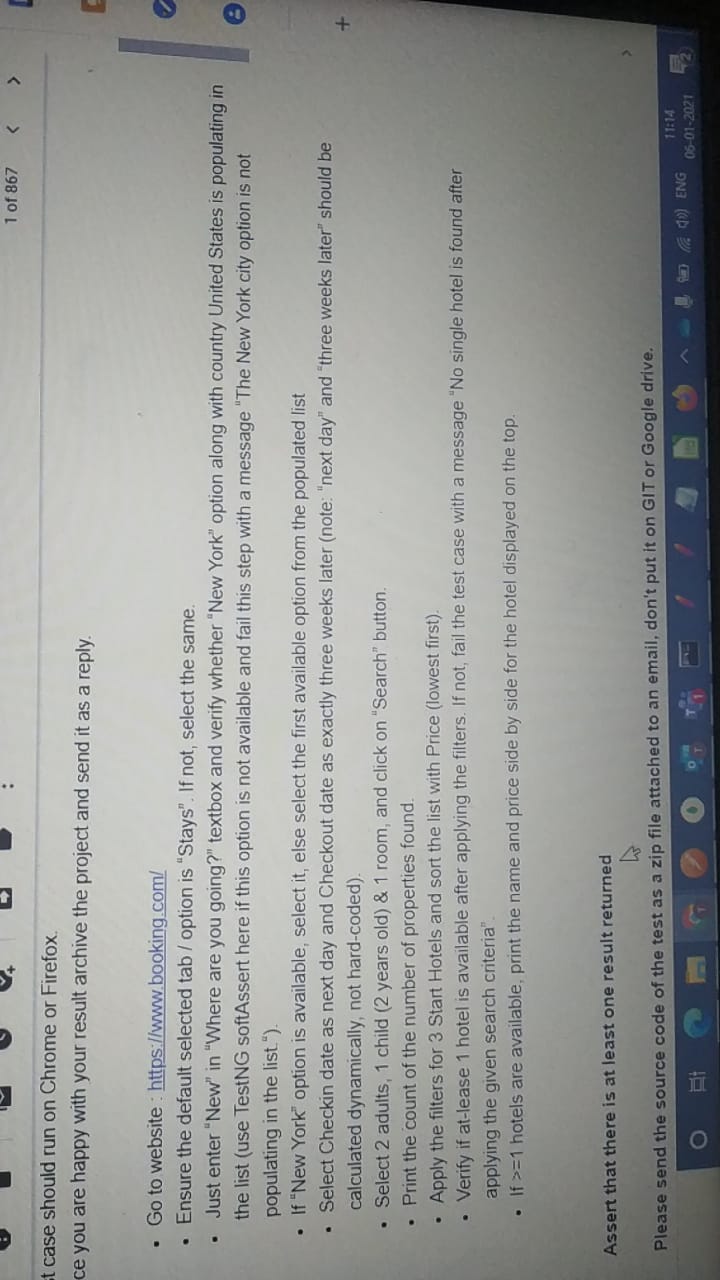 1 of 867
st case should run on Chrome or Firefox.
ce you are happy with your result archive the project and send it as a reply.
• Go to website : https://www.booking.com/
• Ensure the default selected tab / option is “Stays”. If not, select the same.
• Just enter “New” in “Where are you going?” textbox and verify whether “New York” option along with country United States is populating in
the list (use TestNG softAssert here if this option is not available and fail this step with a message “The New York city option is not
populating in the list.“).
• If “New York” option is available, select it, else select the first available option from the populated list
• Select Checkin date as next day and Checkout date as exactly three weeks later (note: “next day” and “three weeks later” should be
calculated dynamically, not hard-coded).
• Select 2 adults, 1 child (2 years old) & 1 room, and click on “Search” button.
• Print the count of the number of properties found.
• Apply the filters for 3 Start Hotels and sort the list with Price (lowest first).
• Verify if at-lease 1 hotel is available after applying the filters. If not, fail the test case with a message “No single hotel is found after
applying the given search criteria”.
• If >=1 hotels are available, print the name and price side by side for the hotel displayed on the top.
Assert that there is at least one result returned
Please send the source code of the test as a zip file attached to an email, don't put it on GIT or Google drive.
ENG
11:14
06-01-2021
2